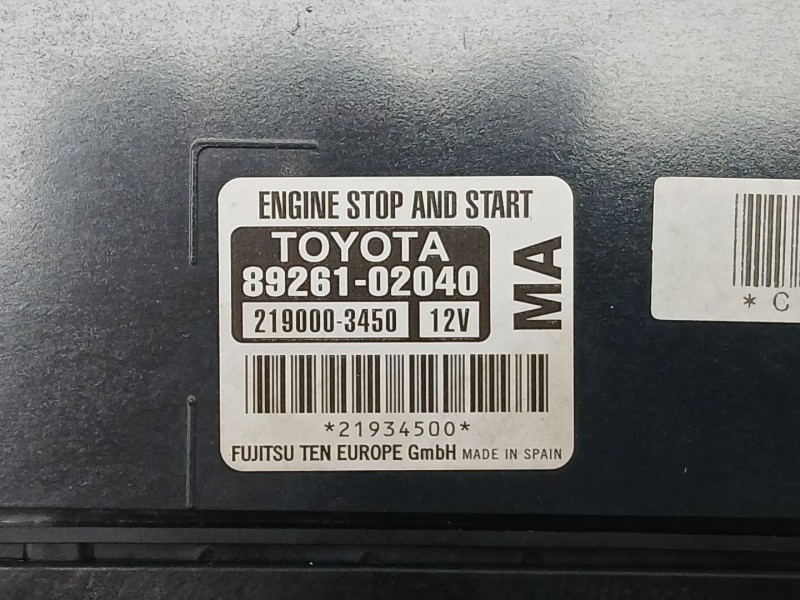 ENGINE STOP AND START
TOYOTA
89261-02040
219000-3450 12V
MA
*21934500*
FUJITSU TEN EUROPE GmbH MADE IN SPAIN
* C